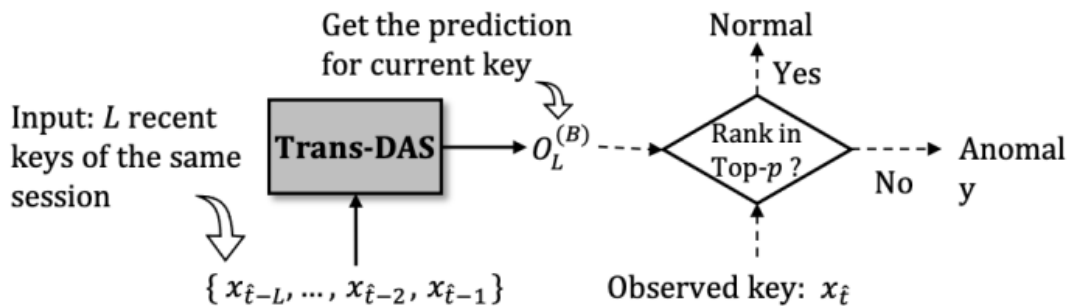 Get the prediction
for current key
Normal
Yes
Input: L recent
keys of the same
session
Trans-DAS
O_L^{(B)}
Rank in
Top-p ?
No
Anomal
y
{ x_{t̂−L}, ..., x_{t̂−2}, x_{t̂−1}}
Observed key: x_{t̂}